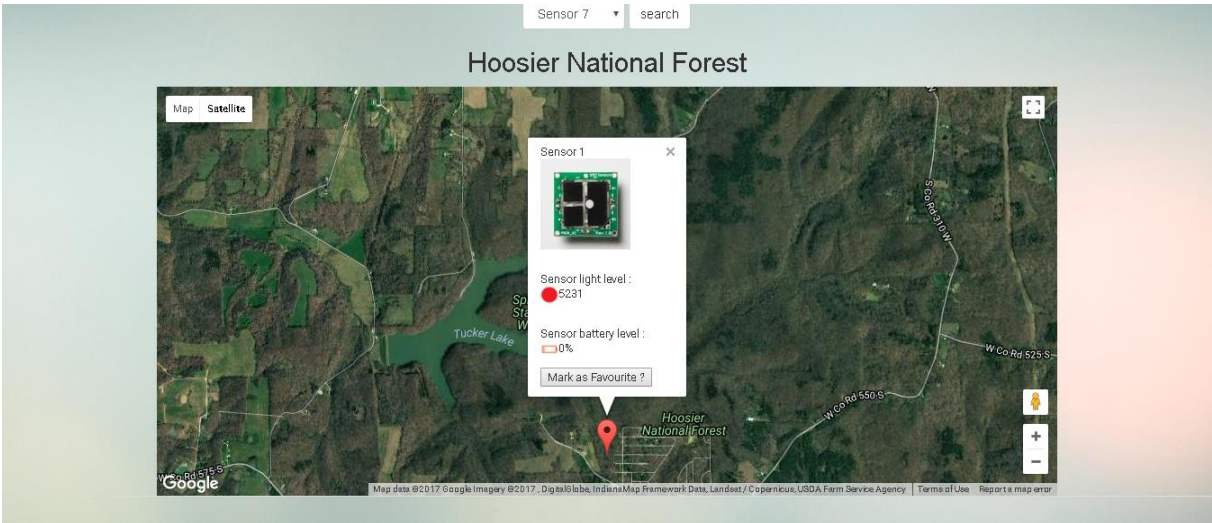 Sensor 7
search
Hoosier National Forest
Map Satellite
Sensor 1
Sensor light level :
5231
Sensor battery level :
0%
Mark as Favourite ?
Tucker Lake
S Co Rd 310 W
W Co Rd 525 S
W Co Rd 550 S
Hoosier
National Forest
W Co Rd 575 S
Google
Map data ©2017 Google Imagery ©2017 , DigitalGlobe, IndianaMap Framework Data, Landsat / Copernicus, USDA Farm Service Agency
Terms of Use
Report a map error